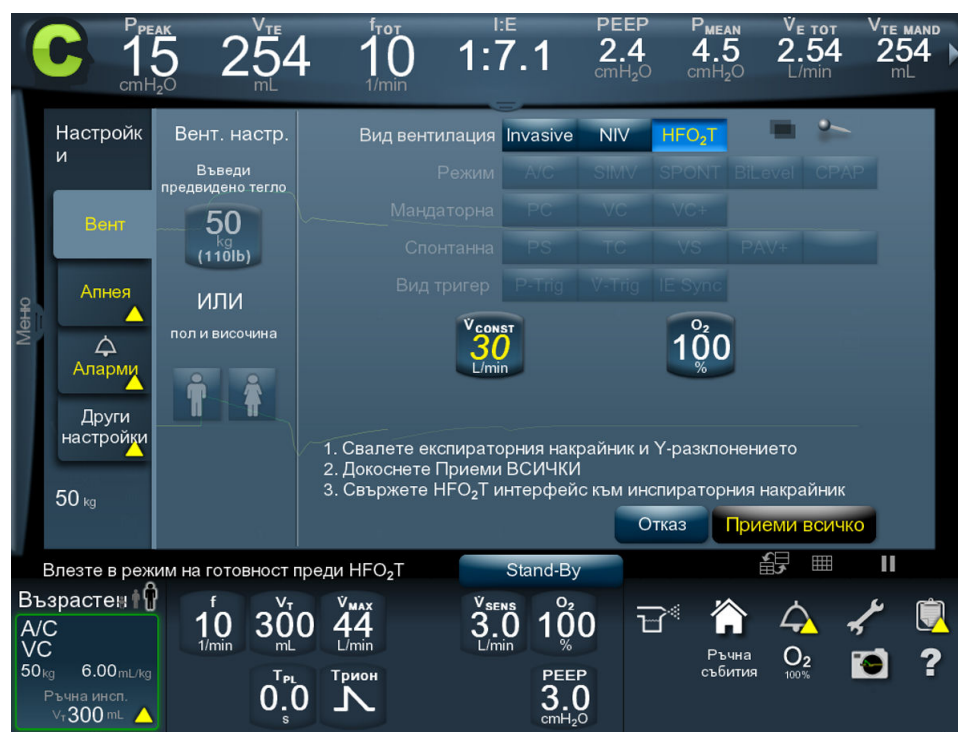 C
PPEAK
15
cmH2O
VTE
254
mL
fTOT
10
1/min
I:E
1:7.1
PEEP
2.4
cmH2O
PMEAN
4.5
cmH2O
V̇E TOT
2.54
L/min
VTE MAND
254
mL
Меню
Настройк
и
Вент
Апнея
Аларми
Други
настройки
50 kg
Вент. настр.
Въведи
предвидено тегло
50
kg
(110lb)
ИЛИ
пол и височина
Вид вентилация Invasive NIV HFO2T
Режим A/C SIMV SPONT BiLevel CPAP
Мандаторна PC VC VC+
Спонтанна PS TC VS PAV+
Вид тригер P-Trig V̇-Trig IE Sync
V̇CONST
30
L/min
O2
100
%
1. Свалете експираторния накрайник и Y-разклонението
2. Докоснете Приеми ВСИЧКИ
3. Свържете HFO2T интерфейс към инспираторния накрайник
Отказ Приеми всичко
Влезте в режим на готовност преди HFO2T Stand-By
Възрастен
A/C
VC
50kg 6.00mL/kg
Ръчна инсп.
VT300 mL
f
10
1/min
VT
300
mL
V̇MAX
44
L/min
V̇SENS
3.0
L/min
O2
100
%
TPL
0.0
s
Трион
PEEP
3.0
cmH2O
Ръчна
събития
O2
100%
?